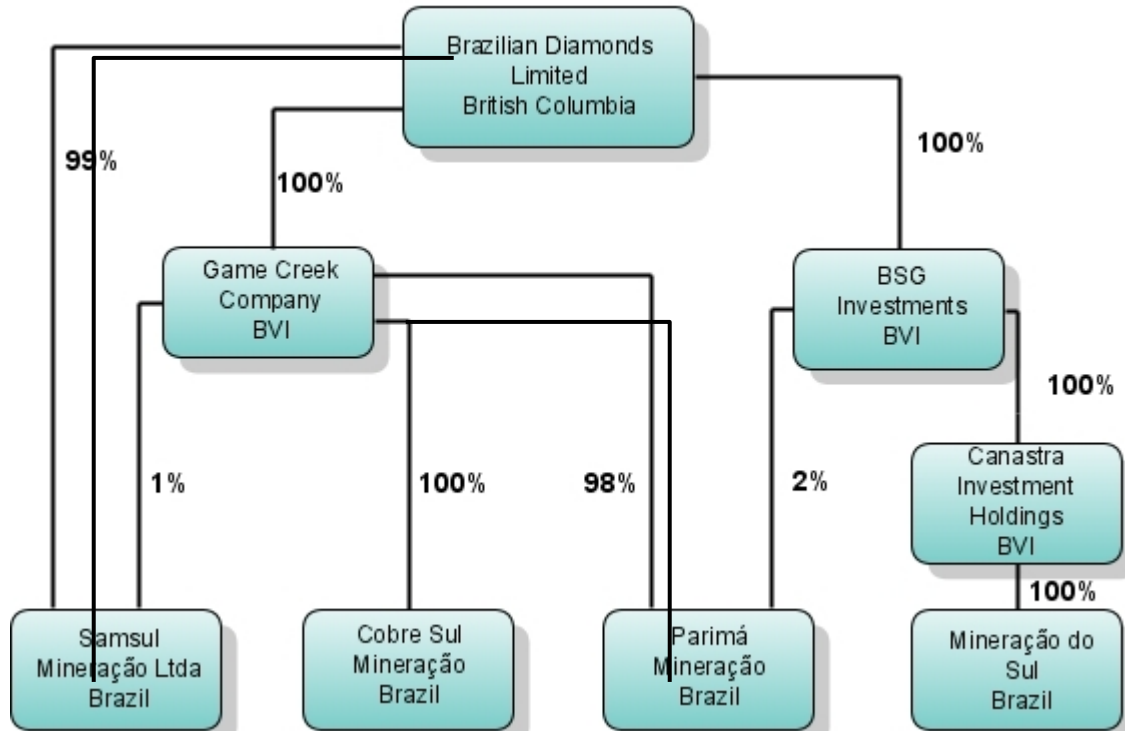 Brazilian Diamonds
Limited
British Columbia
99%
100%
100%
Game Creek
Company
BVI
BSG
Investments
BVI
100%
1%
100%
98%
2%
Canastra
Investment
Holdings
BVI
100%
Samsul
Mineração Ltda
Brazil
Cobre Sul
Mineração
Brazil
Parimá
Mineração
Brazil
Mineração do
Sul
Brazil